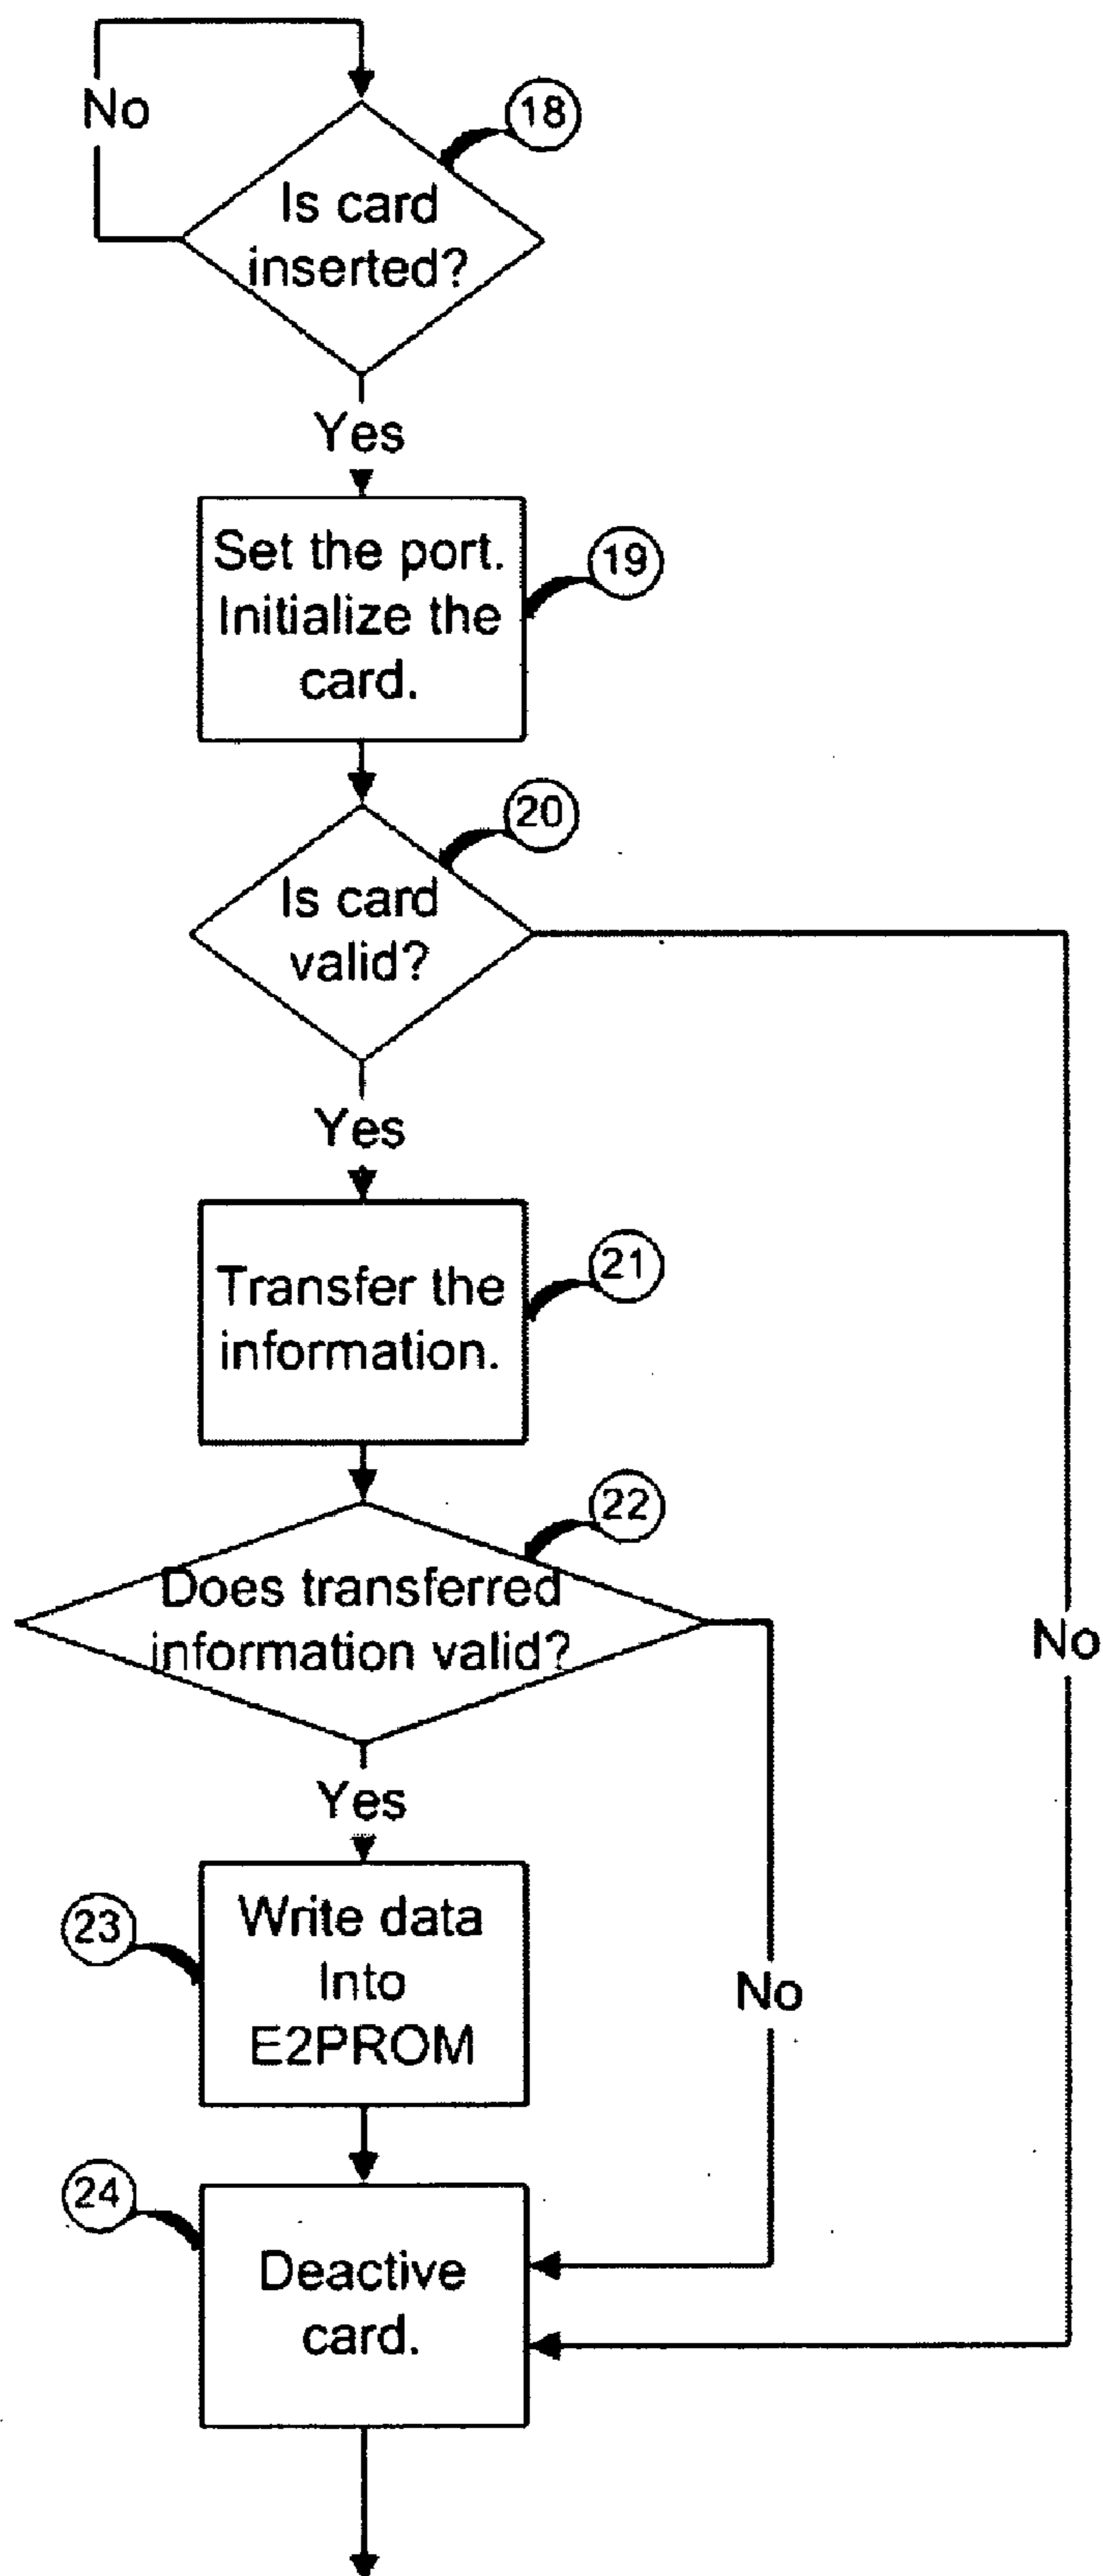 No
18
Is card
inserted?
Yes
Set the port.
Initialize the
card.
19
20
Is card
valid?
Yes
Transfer the
information.
21
22
Does transferred
information valid?
No
Yes
23
Write data
Into
E2PROM
No
24
Deactive
card.